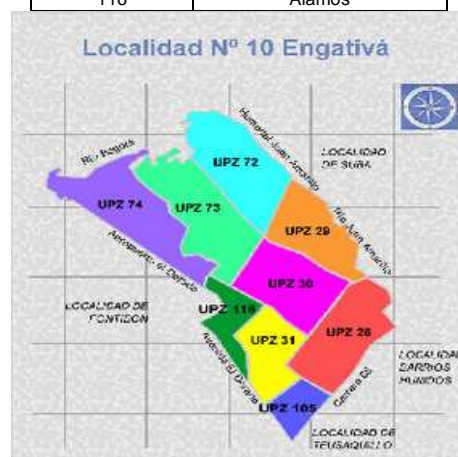 116 Álamos
Localidad Nº 10 Engativá
Río Bogotá
Humedal Juan Amarillo
LOCALIDAD
DE SUBA
UPZ 72
UPZ 74
UPZ 73
UPZ 29
Río Juan Amarillo
Aeropuerto el Dorado
UPZ 30
LOCALIDAD DE
FONTIBON
UPZ 116
UPZ 31
UPZ 26
Avenida El Dorado
LOCALIDAD
BARRIOS
UNIDOS
Carrera 68
UPZ 105
LOCALIDAD DE
TEUSAQUILLO